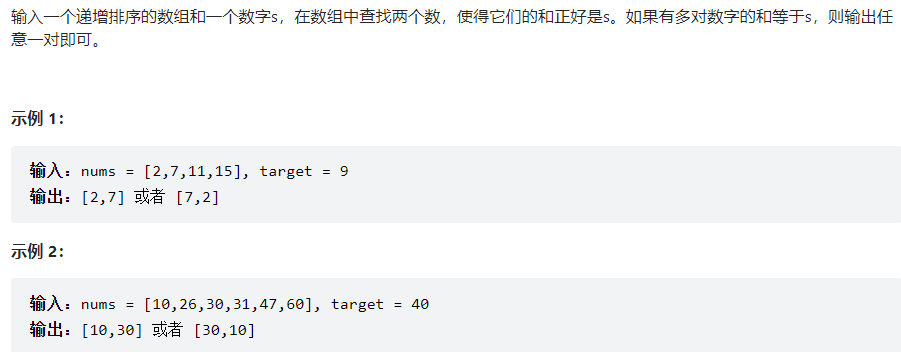 输入一个递增排序的数组和一个数字s，在数组中查找两个数，使得它们的和正好是s。如果有多对数字的和等于s，则输出任
意一对即可。
示例 1：
输入：nums = [2,7,11,15], target = 9
输出：[2,7] 或者 [7,2]
示例 2：
输入：nums = [10,26,30,31,47,60], target = 40
输出：[10,30] 或者 [30,10]